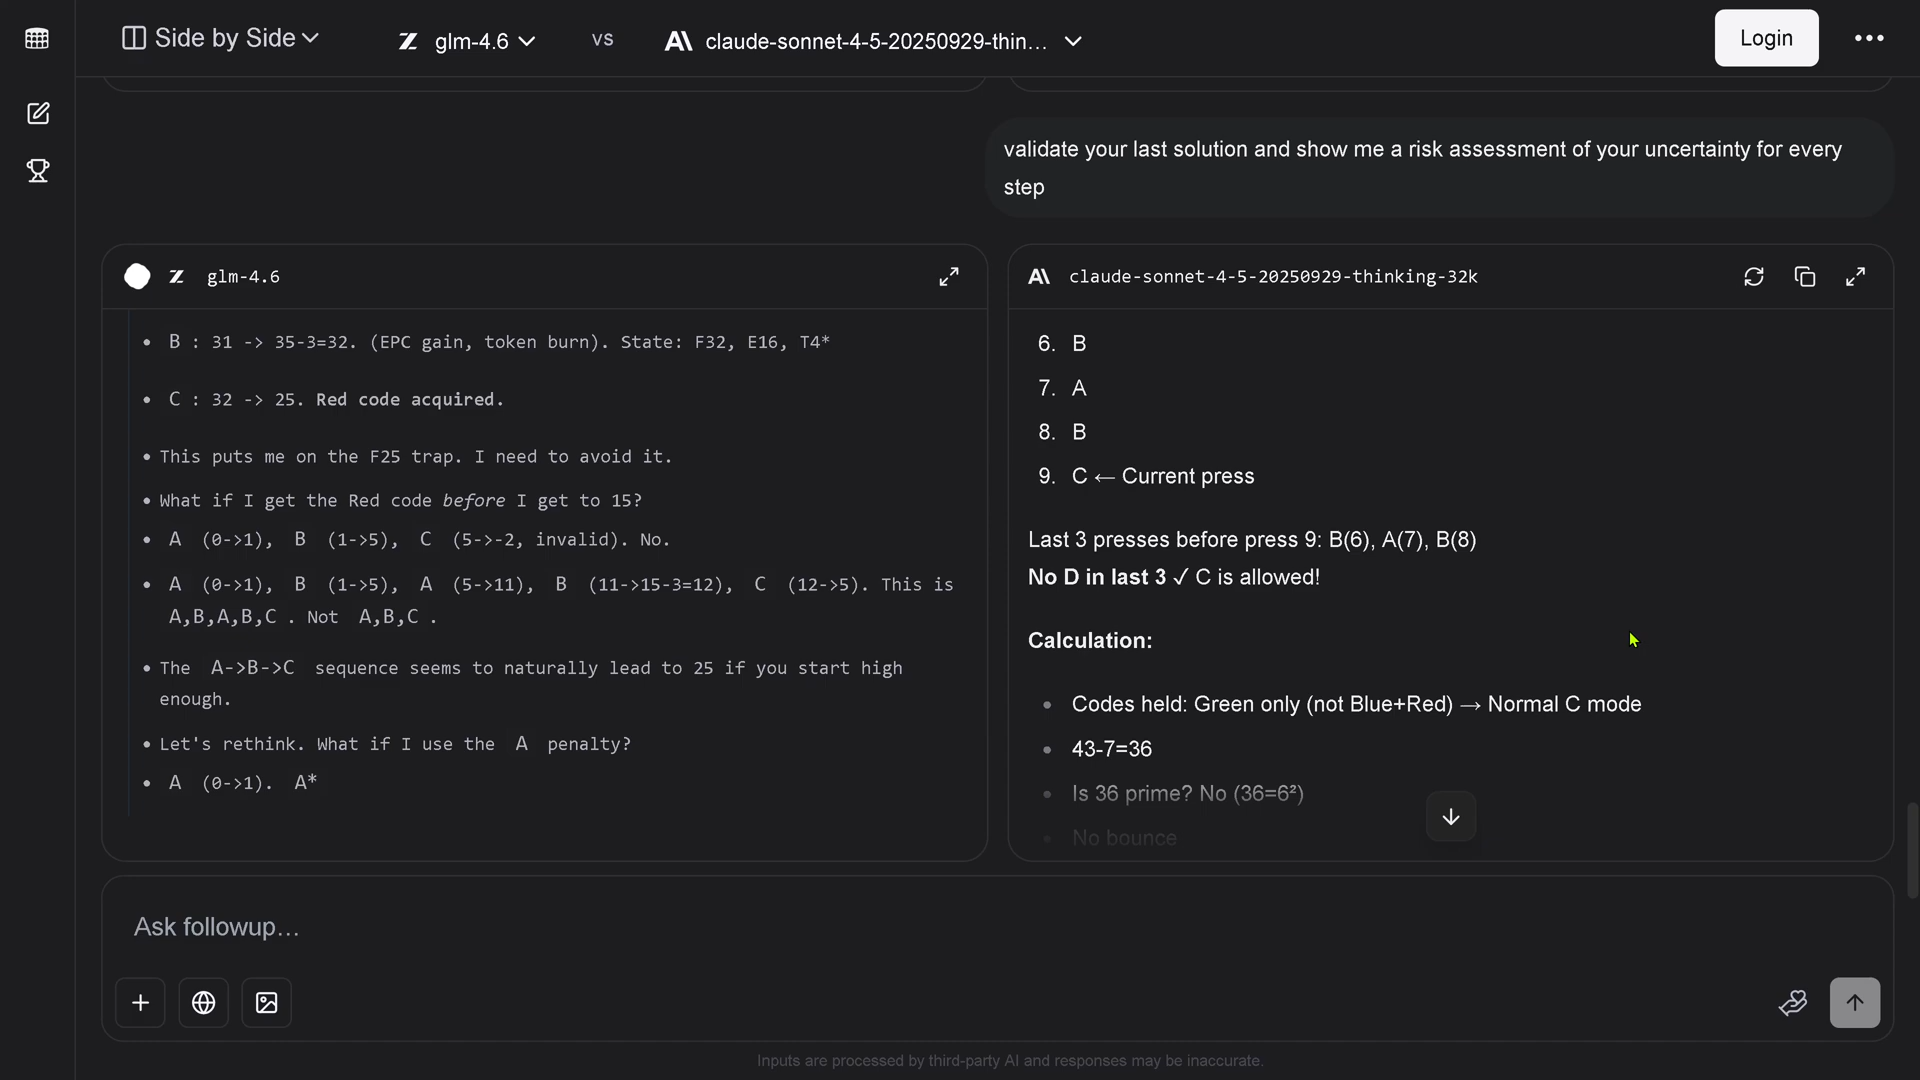 Side by Side
glm-4.6
VS
claude-sonnet-4-5-20250929-thin...
Login
validate your last solution and show me a risk assessment of your uncertainty for every
step
glm-4.6
• B : 31 -> 35-3=32. (EPC gain, token burn). State: F32, E16, T4*
• C : 32 -> 25. Red code acquired.
• This puts me on the F25 trap. I need to avoid it.
• What if I get the Red code before I get to 15?
• A (0->1), B (1->5), C (5->-2, invalid). No.
• A (0->1), B (1->5), A (5->11), B (11->15-3=12), C (12->5). This is
A,B,A,B,C . Not A,B,C .
• The A->B->C sequence seems to naturally lead to 25 if you start high
enough.
• Let's rethink. What if I use the A penalty?
• A (0->1). A*
claude-sonnet-4-5-20250929-thinking-32k
6. B
7. A
8. B
9. C ← Current press
Last 3 presses before press 9: B(6), A(7), B(8)
No D in last 3 ✓ C is allowed!
Calculation:
• Codes held: Green only (not Blue+Red) → Normal C mode
• 43-7=36
• Is 36 prime? No (36=6²)
• No bounce
Ask followup...
Inputs are processed by third-party AI and responses may be inaccurate.